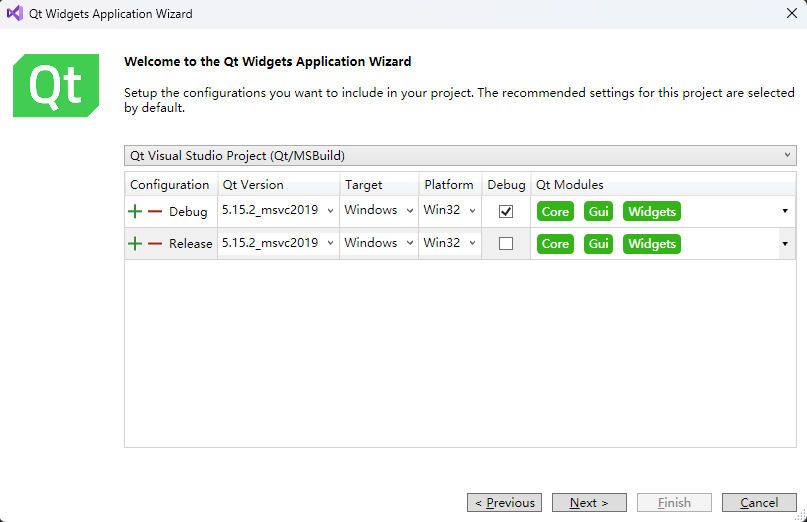 Qt Widgets Application Wizard
Qt
Welcome to the Qt Widgets Application Wizard
Setup the configurations you want to include in your project. The recommended settings for this project are selected
by default.
Qt Visual Studio Project (Qt/MSBuild)
Configuration Qt Version Target Platform Debug Qt Modules
Debug 5.15.2_msvc2019 Windows Win32 Core Gui Widgets
Release 5.15.2_msvc2019 Windows Win32 Core Gui Widgets
< Previous Next > Finish Cancel